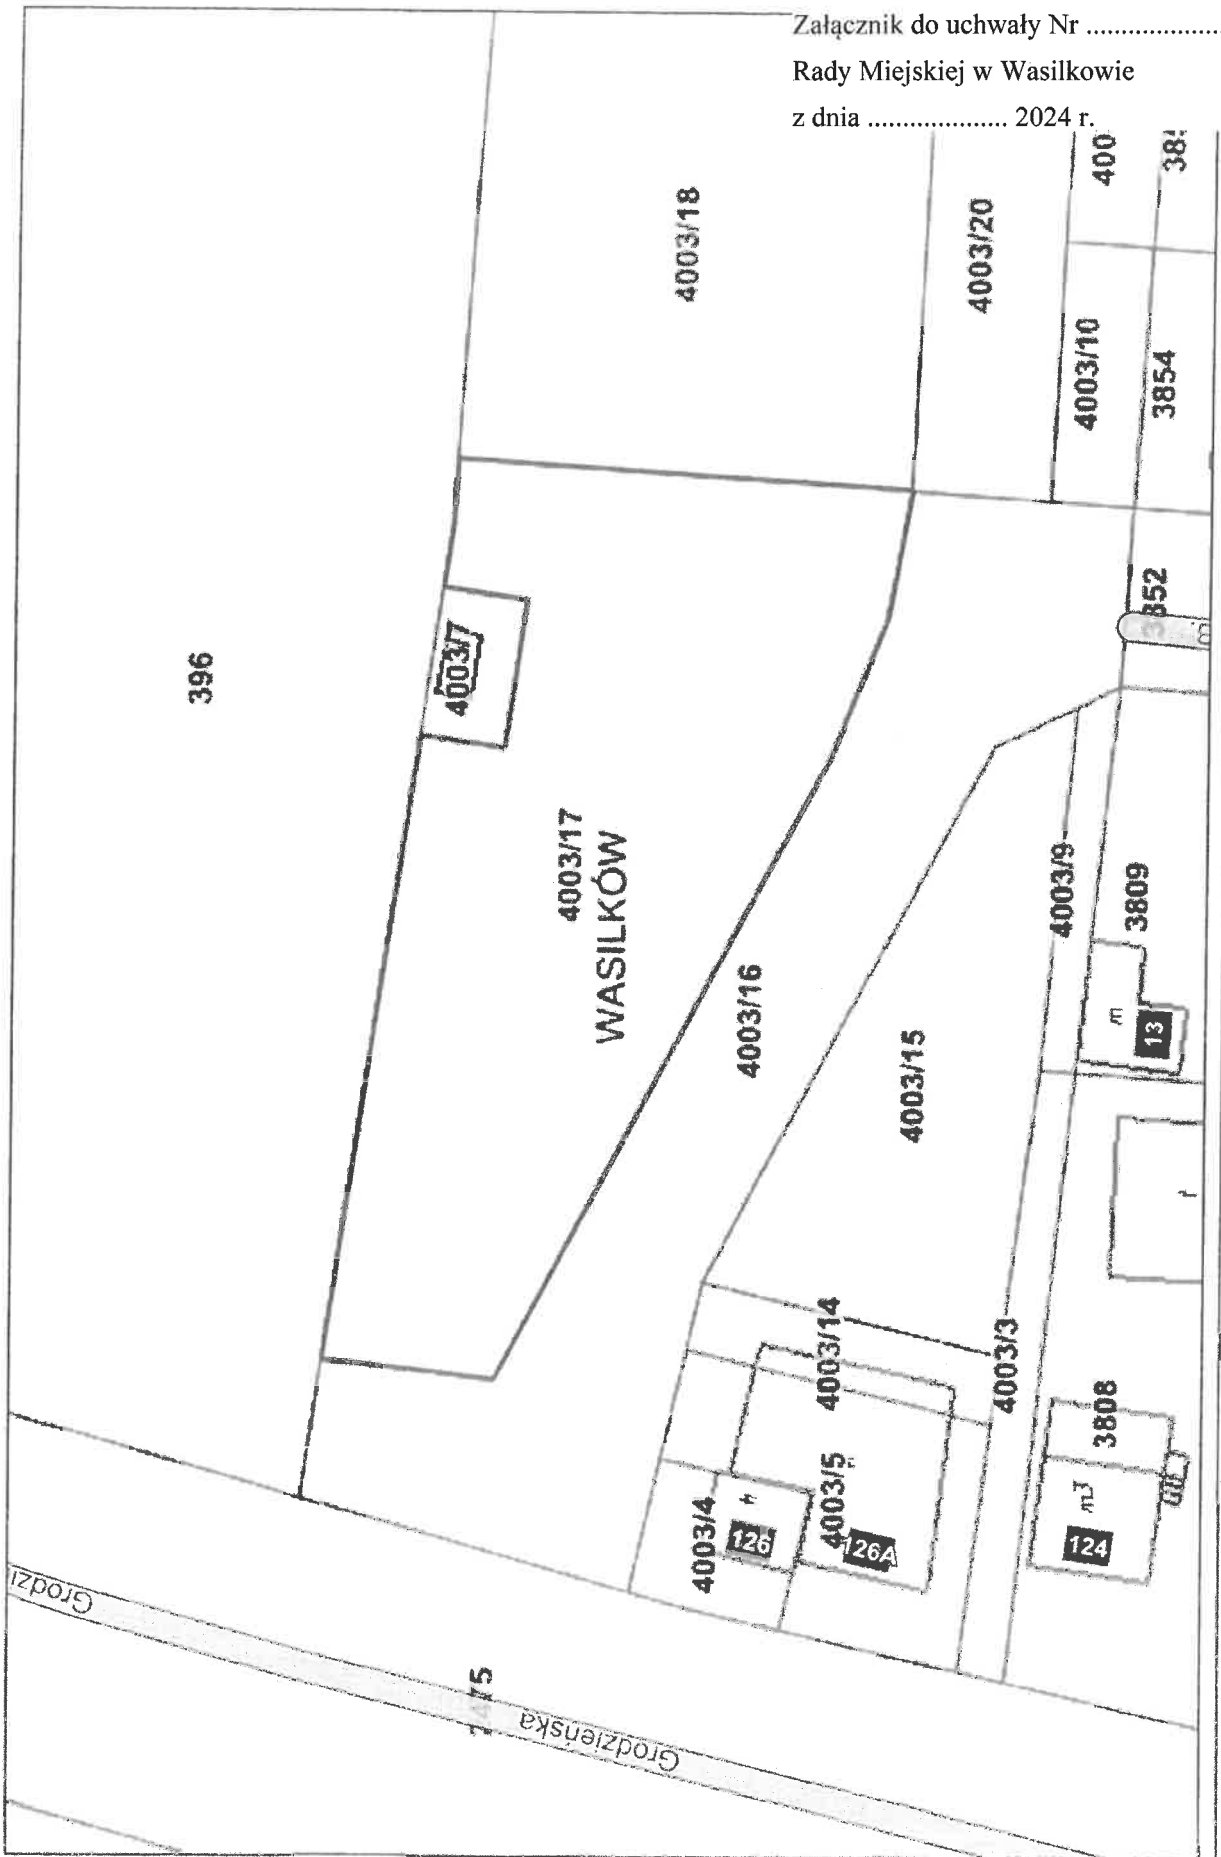 Załącznik do uchwały Nr ....................
Rady Miejskiej w Wasilkowie
z dnia .................... 2024 r.
4003/18
4003/20
400
385
4003/10
3854
396
4003/7
4003/17
WASILKÓW
4003/16
4003/15
4003/9
3809
m
13
4003/14
4003/3
3808
m3
124
4003/5
126A
4003/4
126
Grodzi
Grodzieńska